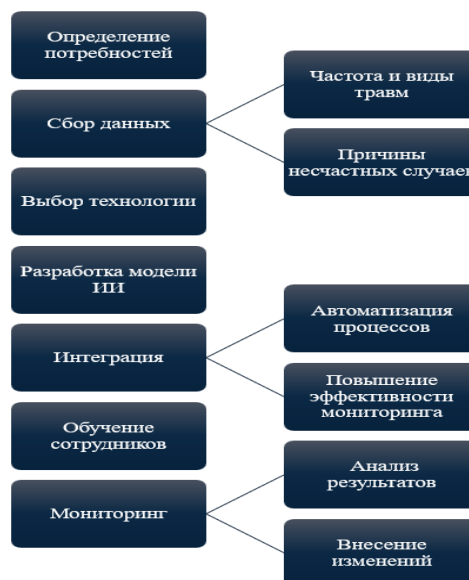 Определение
потребностей
Сбор данных
Частота и виды
травм
Причины
несчастных случаев
Выбор технологии
Разработка модели
ИИ
Интеграция
Автоматизация
процессов
Повышение
эффективности
мониторинга
Обучение
сотрудников
Мониторинг
Анализ
результатов
Внесение
изменений